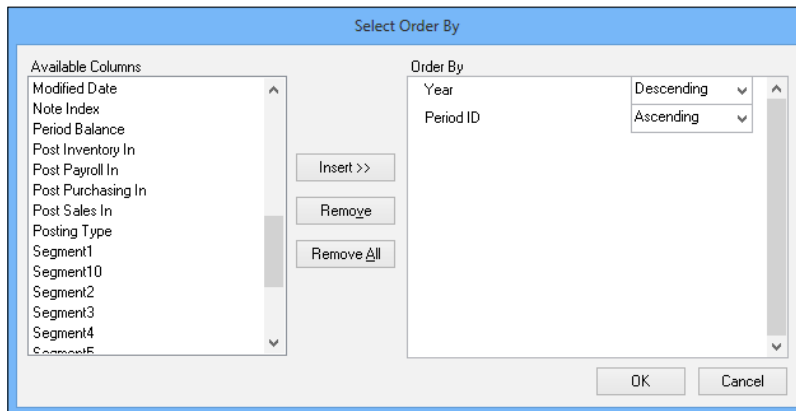 Select Order By
Available Columns
Modified Date
Note Index
Period Balance
Post Inventory In
Post Payroll In
Post Purchasing In
Post Sales In
Posting Type
Segment1
Segment10
Segment2
Segment3
Segment4
Segment5
Insert >>
Remove
Remove All
Order By
Year Descending
Period ID Ascending
OK Cancel